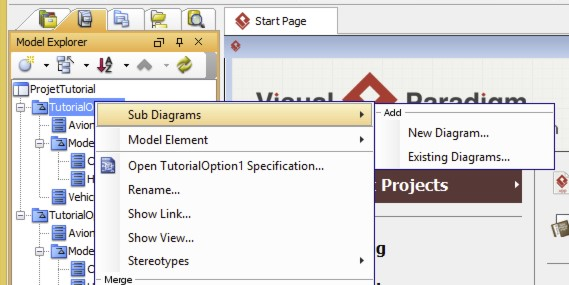 Start Page
Model Explorer
ProjetTutorial
TutorialO
Avion
Mode
Vehic
TutorialO
Avion
Mode
Sub Diagrams
Model Element
Open TutorialOption1 Specification...
Rename...
Show Link...
Show View...
Stereotypes
Merge
Add
New Diagram...
Existing Diagrams...
Visual Paradigm
t Projects